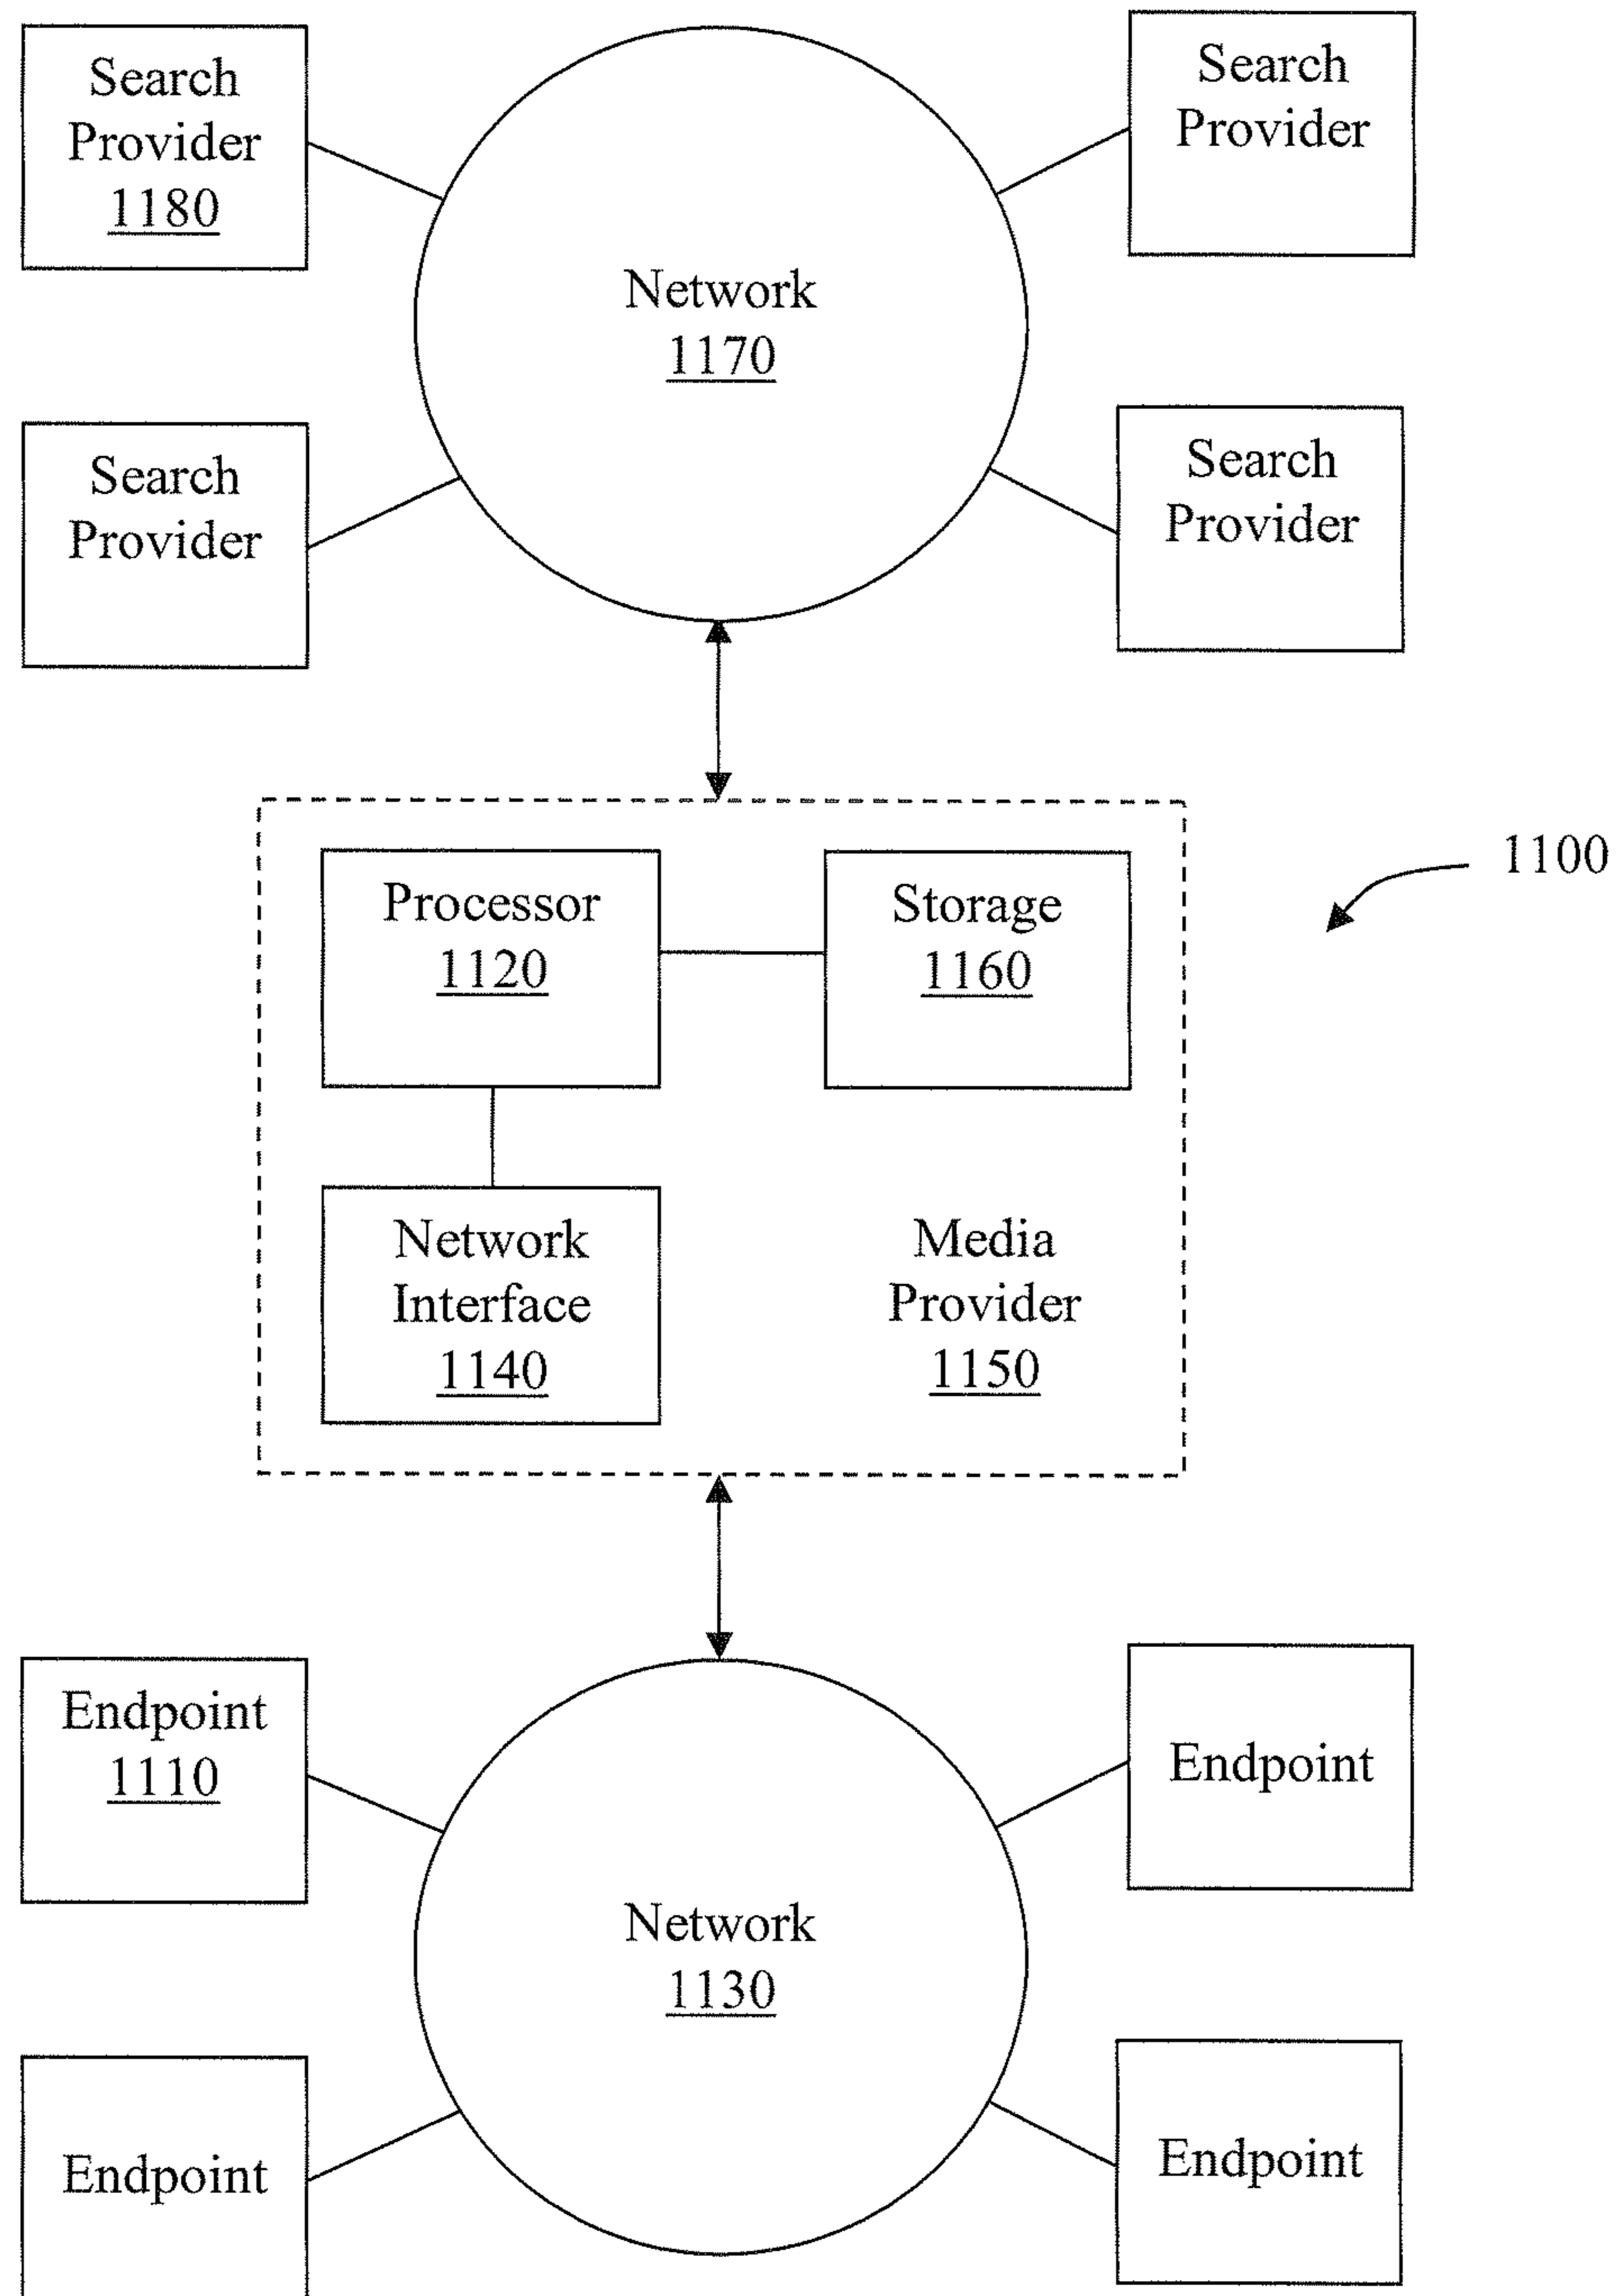 Search
Provider
1180
Search
Provider
Network
1170
Search
Provider
Search
Provider
Processor
1120
Storage
1160
1100
Network
Interface
1140
Media
Provider
1150
Endpoint
1110
Endpoint
Network
1130
Endpoint
Endpoint